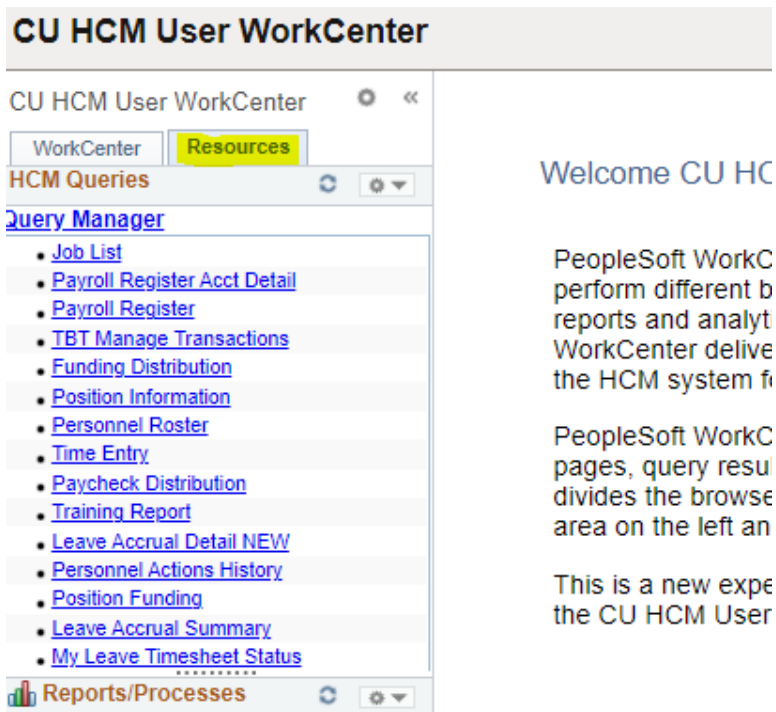 CU HCM User WorkCenter
CU HCM User WorkCenter
WorkCenter Resources
HCM Queries
Query Manager
Job List
Payroll Register Acct Detail
Payroll Register
TBT Manage Transactions
Funding Distribution
Position Information
Personnel Roster
Time Entry
Paycheck Distribution
Training Report
Leave Accrual Detail NEW
Personnel Actions History
Position Funding
Leave Accrual Summary
My Leave Timesheet Status
Reports/Processes
Welcome CU HC
PeopleSoft WorkC
perform different b
reports and analyti
WorkCenter delive
the HCM system fo
PeopleSoft WorkC
pages, query resul
divides the browse
area on the left an
This is a new expe
the CU HCM User